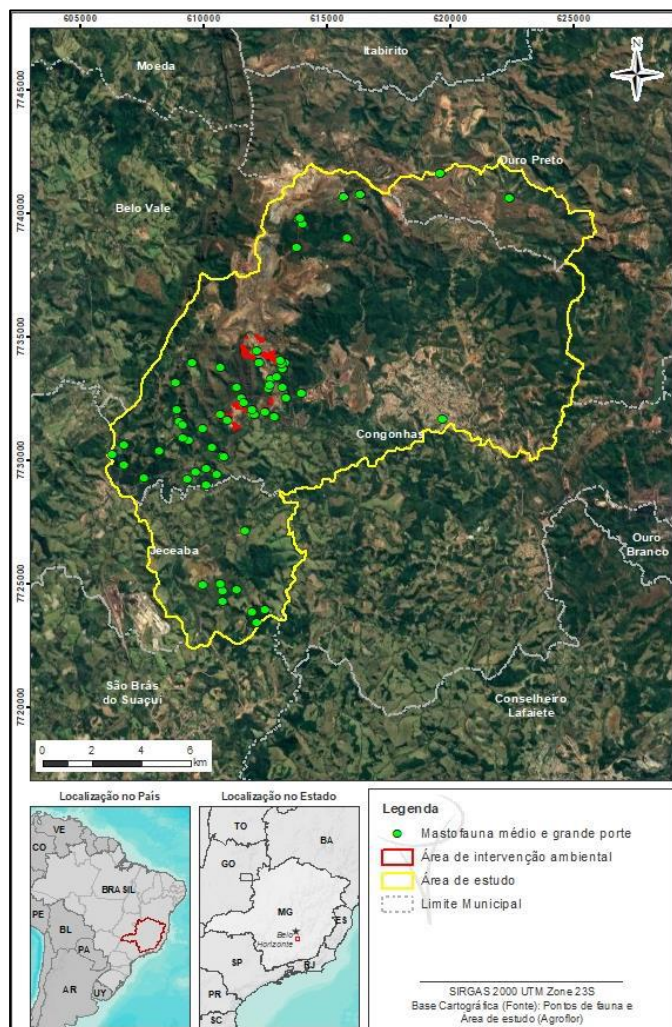 605000 610000 615000 620000 625000
Moeda
Itabirito
7745000
Ouro Preto
7740000
Belo Vale
7735000
Congonhas
7730000
Jeceaba
Ouro
Branco
7725000
São Brás
do Suaçuí
Conselheiro
Lafaiete
7720000
0 2 4 6
km
Localização no País
VE
CO
BRASIL
PE
BL
PA
AR
UY
Localização no Estado
TO
BA
GO
MG
Belo
Horizonte
ES
SP
RJ
PR
SC
Legenda
Mastofauna médio e grande porte
Área de intervenção ambiental
Área de estudo
Limite Municipal
SIRGAS 2000 UTM Zone 23S
Base Cartográfica (Fonte): Pontos de fauna e
Área de estudo (Agroflor)